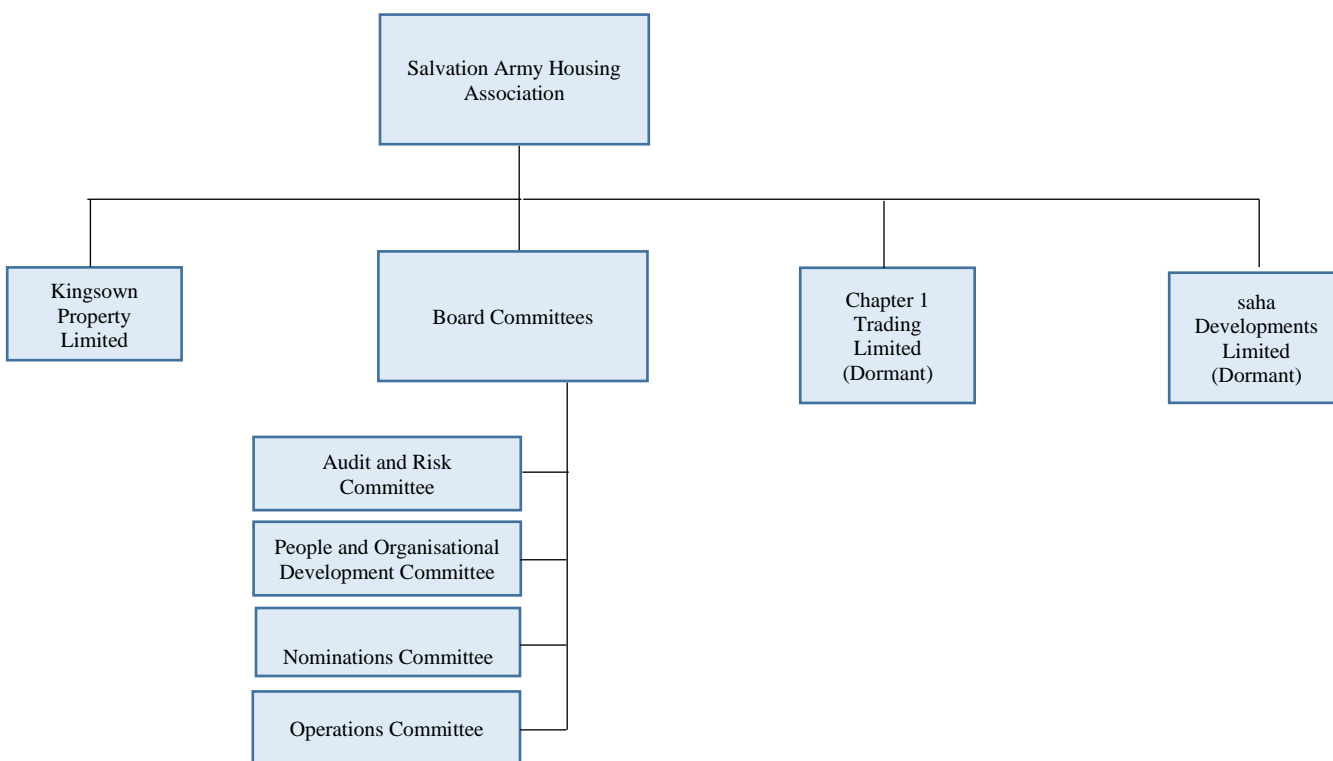 Salvation Army Housing
Association
Kingsown
Property
Limited
Board Committees
Chapter 1
Trading
Limited
(Dormant)
saha
Developments
Limited
(Dormant)
Audit and Risk
Committee
People and Organisational
Development Committee
Nominations Committee
Operations Committee